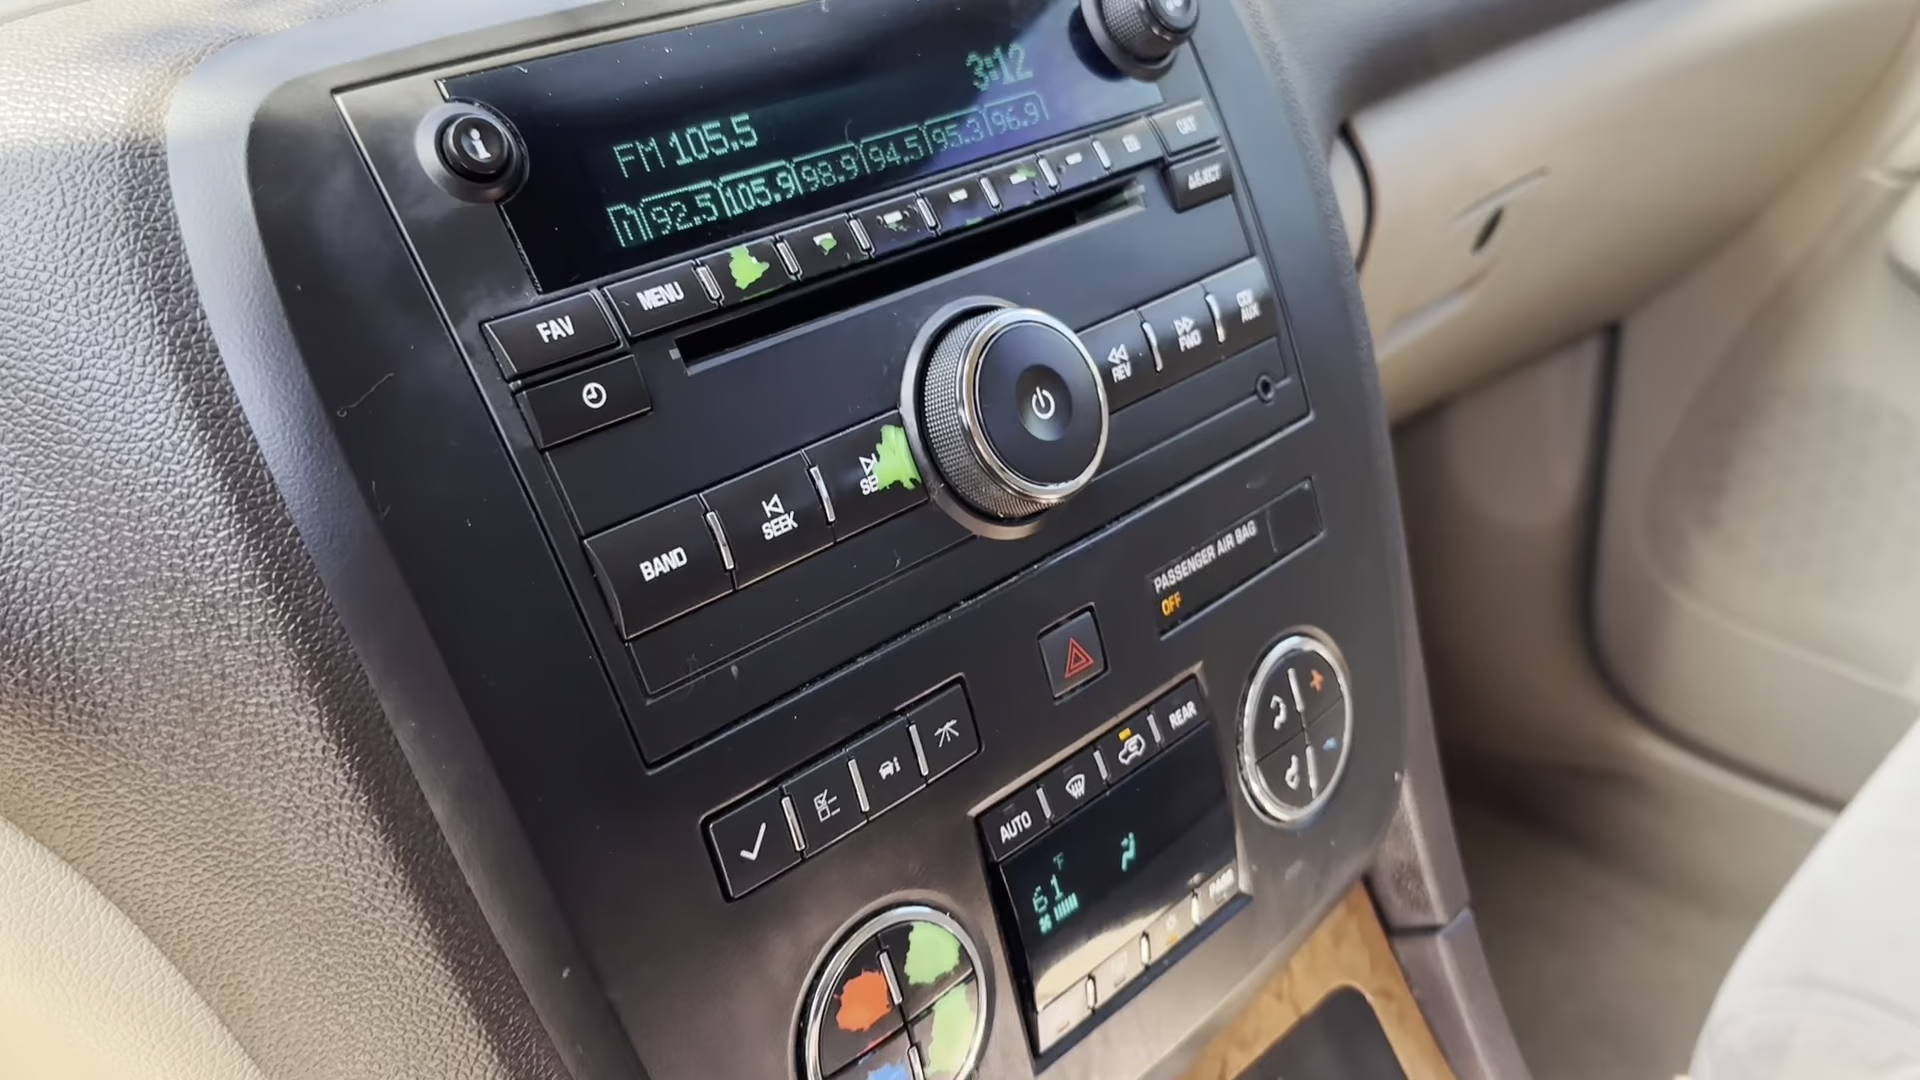 3:12
FM 105.5
92.5 105.9 98.9 94.5 95.3 96.9
CAT
EJECT
MENU
FAV
REV
FWD
CD/
AUX
SEEK
BAND
PASSENGER AIR BAG
OFF
REAR
AUTO
61 °F